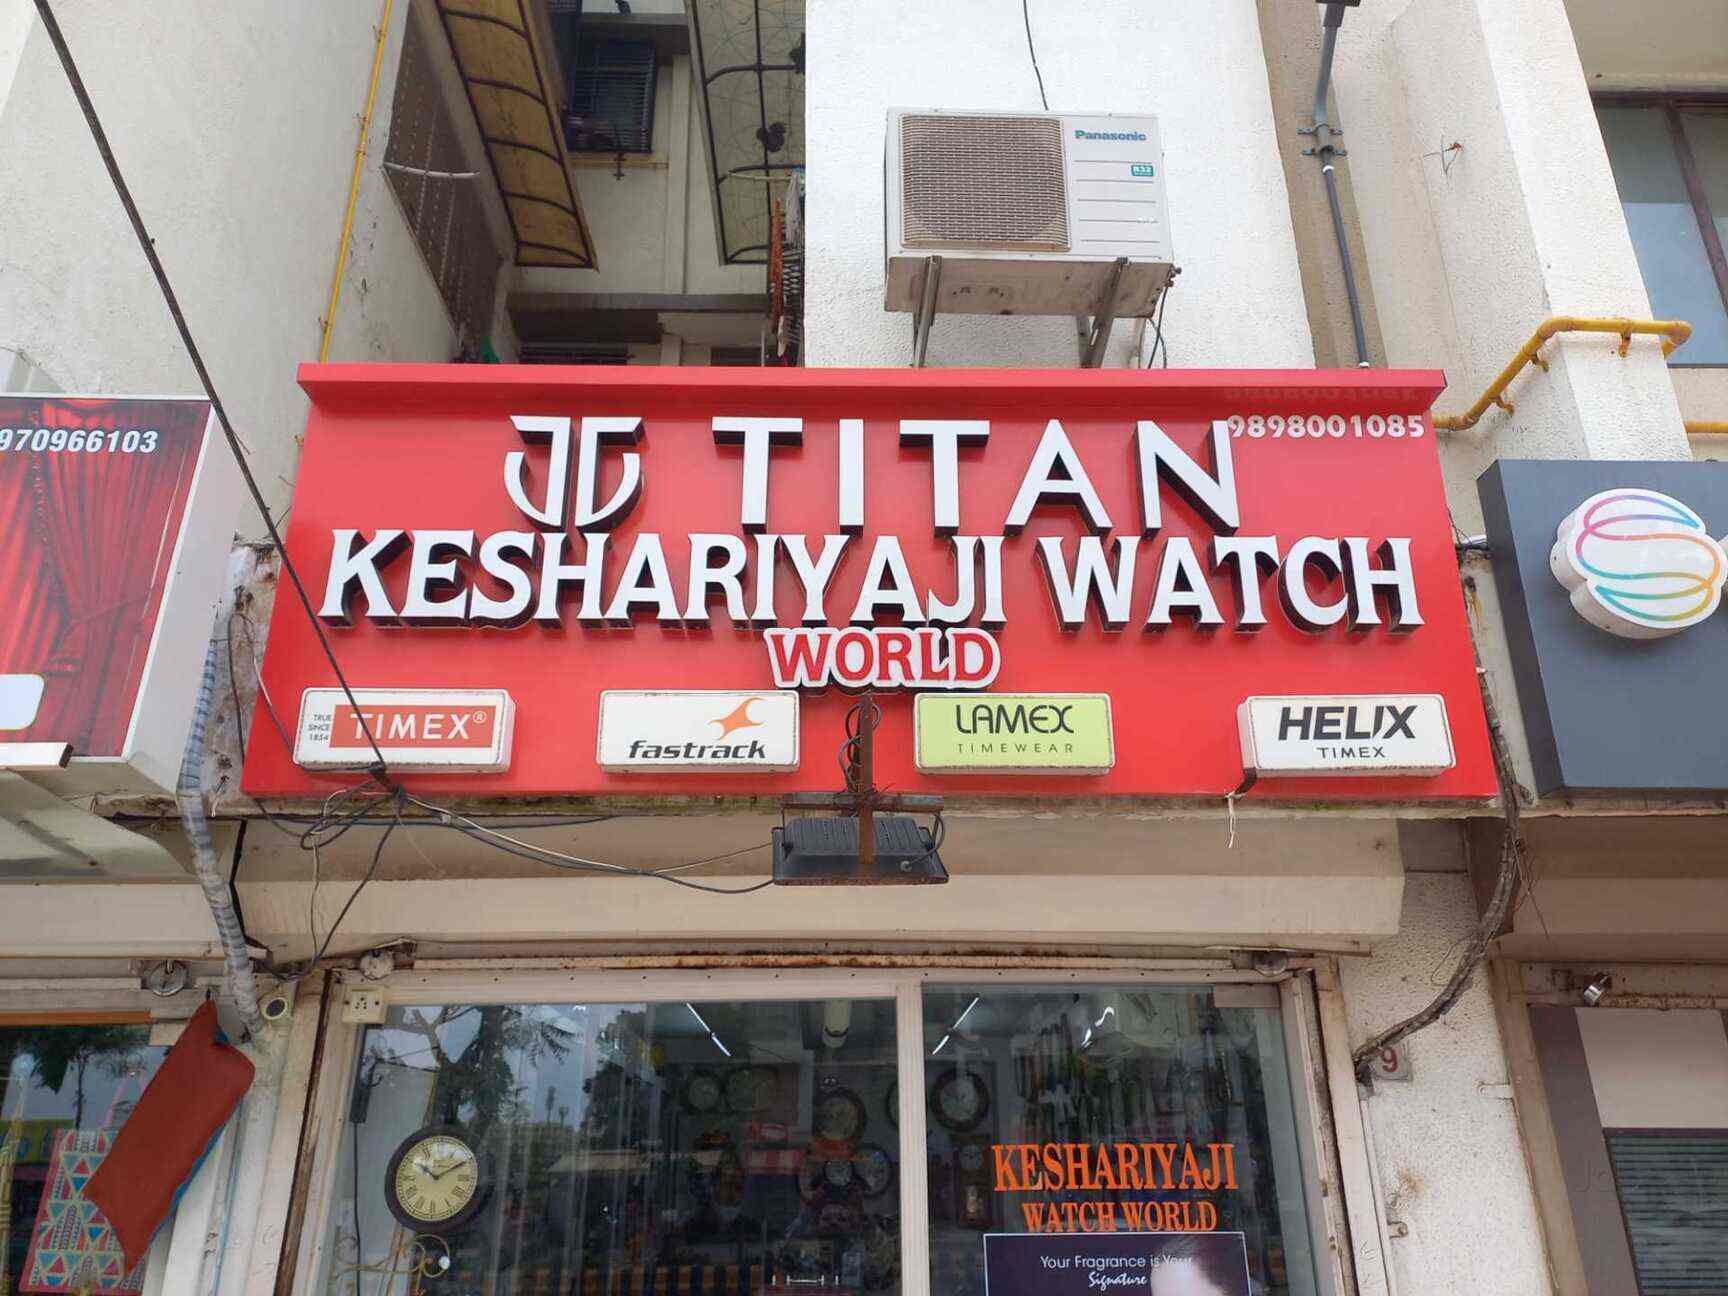 Panasonic
R32
970966103
9898001085
TITAN
KESHARIYAJI WATCH
WORLD
TRUE
SINCE
1854
TIMEX®
fastrack
LAMEX
TIMEWEAR
HELIX
TIMEX
9
KESHARIYAJI
WATCH WORLD
Your Fragrance is Your
Signature